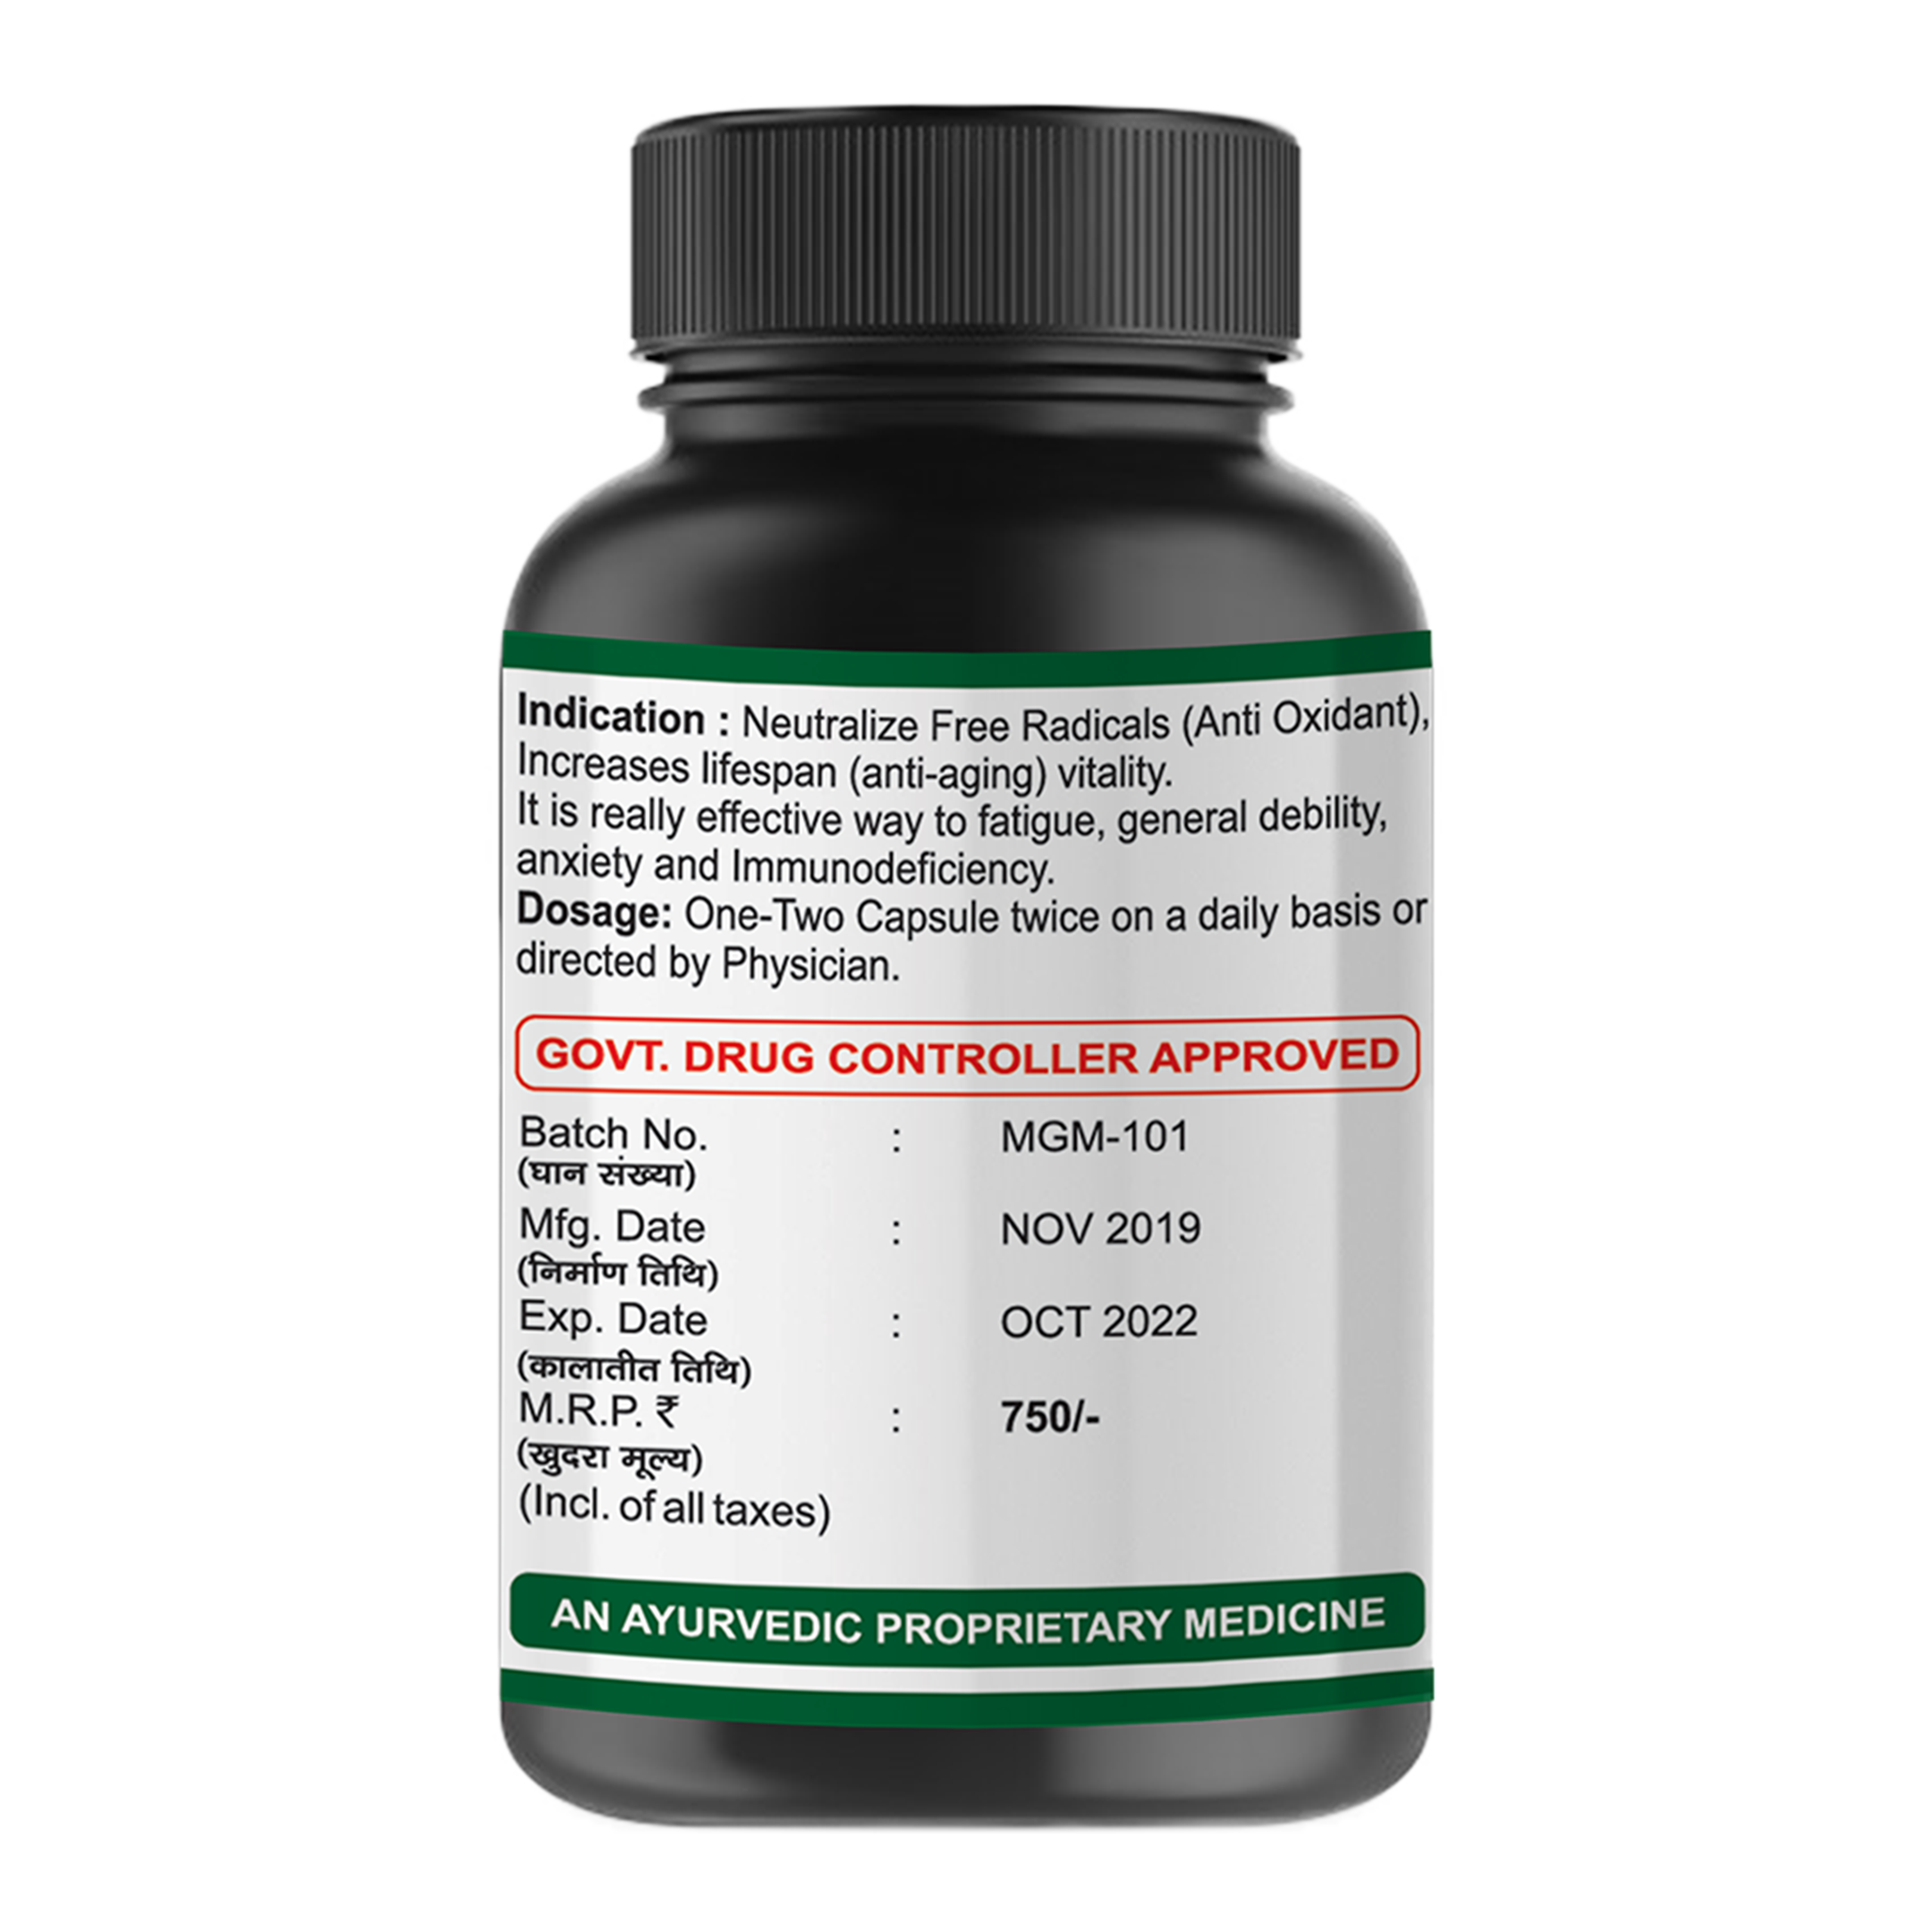 Indication : Neutralize Free Radicals (Anti Oxidant),
Increases lifespan (anti-aging) vitality.
It is really effective way to fatigue, general debility,
anxiety and Immunodeficiency.
Dosage: One-Two Capsule twice on a daily basis or
directed by Physician.
GOVT. DRUG CONTROLLER APPROVED
Batch No. : MGM-101
(घान संख्या)
Mfg. Date : NOV 2019
(निर्माण तिथि)
Exp. Date : OCT 2022
(कालातीत तिथि)
M.R.P. ₹ : 750/-
(खुदरा मूल्य)
(Incl. of all taxes)
AN AYURVEDIC PROPRIETARY MEDICINE